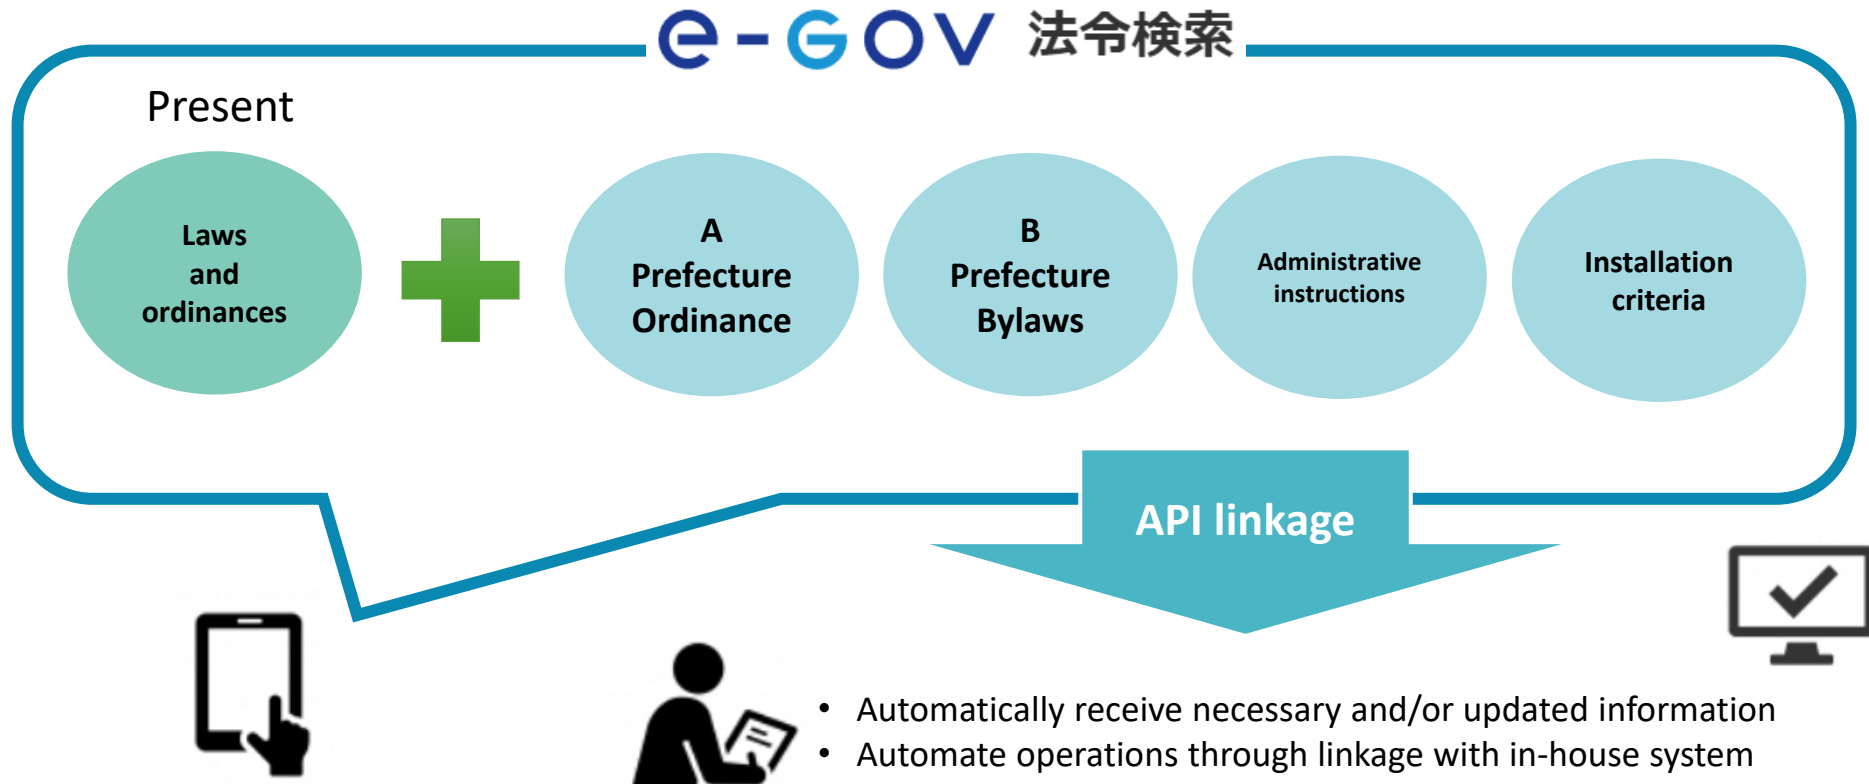 e-GOV 法令検索
Present
Laws
and
ordinances
A
Prefecture
Ordinance
B
Prefecture
Bylaws
Administrative
instructions
Installation
criteria
API linkage
• Automatically receive necessary and/or updated information
• Automate operations through linkage with in-house system